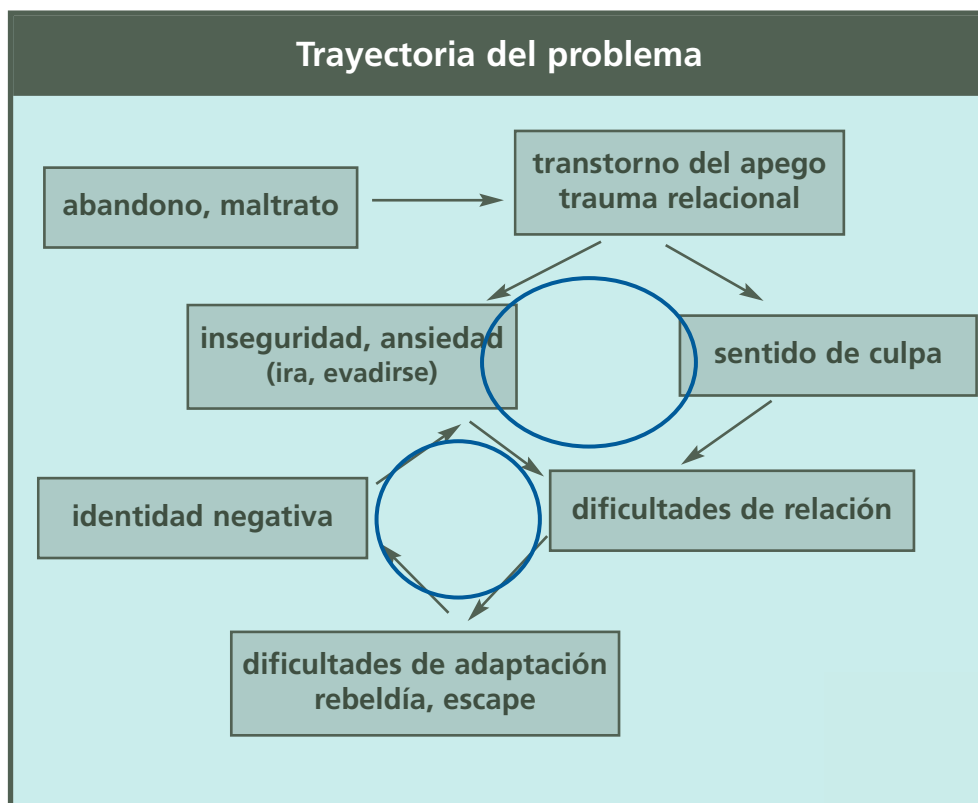 Trayectoria del problema
transtorno del apego
trauma relacional
abandono, maltrato
inseguridad, ansiedad
(ira, evadirse)
sentido de culpa
identidad negativa
dificultades de relación
dificultades de adaptación
rebeldía, escape